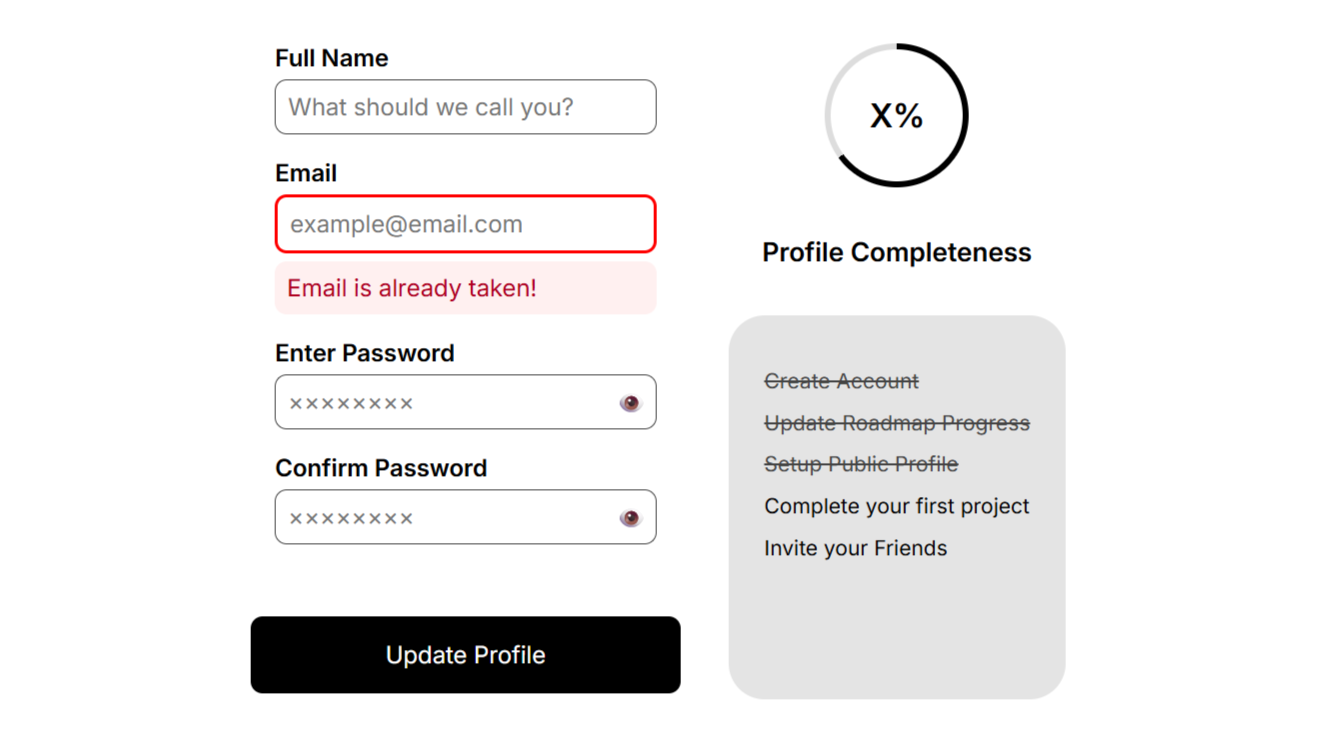 Full Name
What should we call you?
Email
example@email.com
Email is already taken!
Enter Password
××××××××
Confirm Password
××××××××
Update Profile
X%
Profile Completeness
Create Account
Update Roadmap Progress
Setup Public Profile
Complete your first project
Invite your Friends